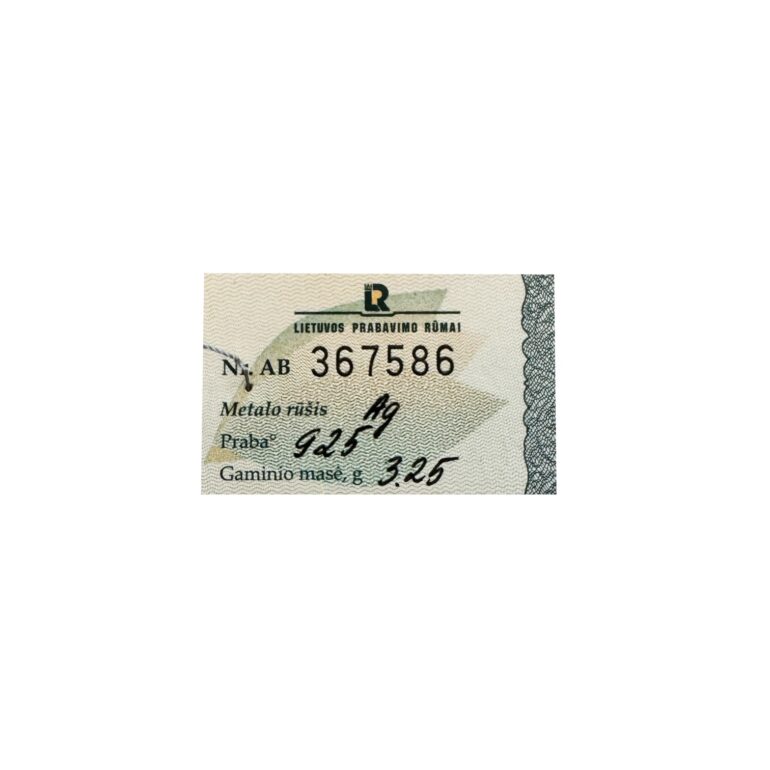 LR
LIETUVOS PRABAVIMO RŪMAI
Nr. AB 367586
Metalo rūšis Ag
Praba° 925
Gaminio masė, g 3.25